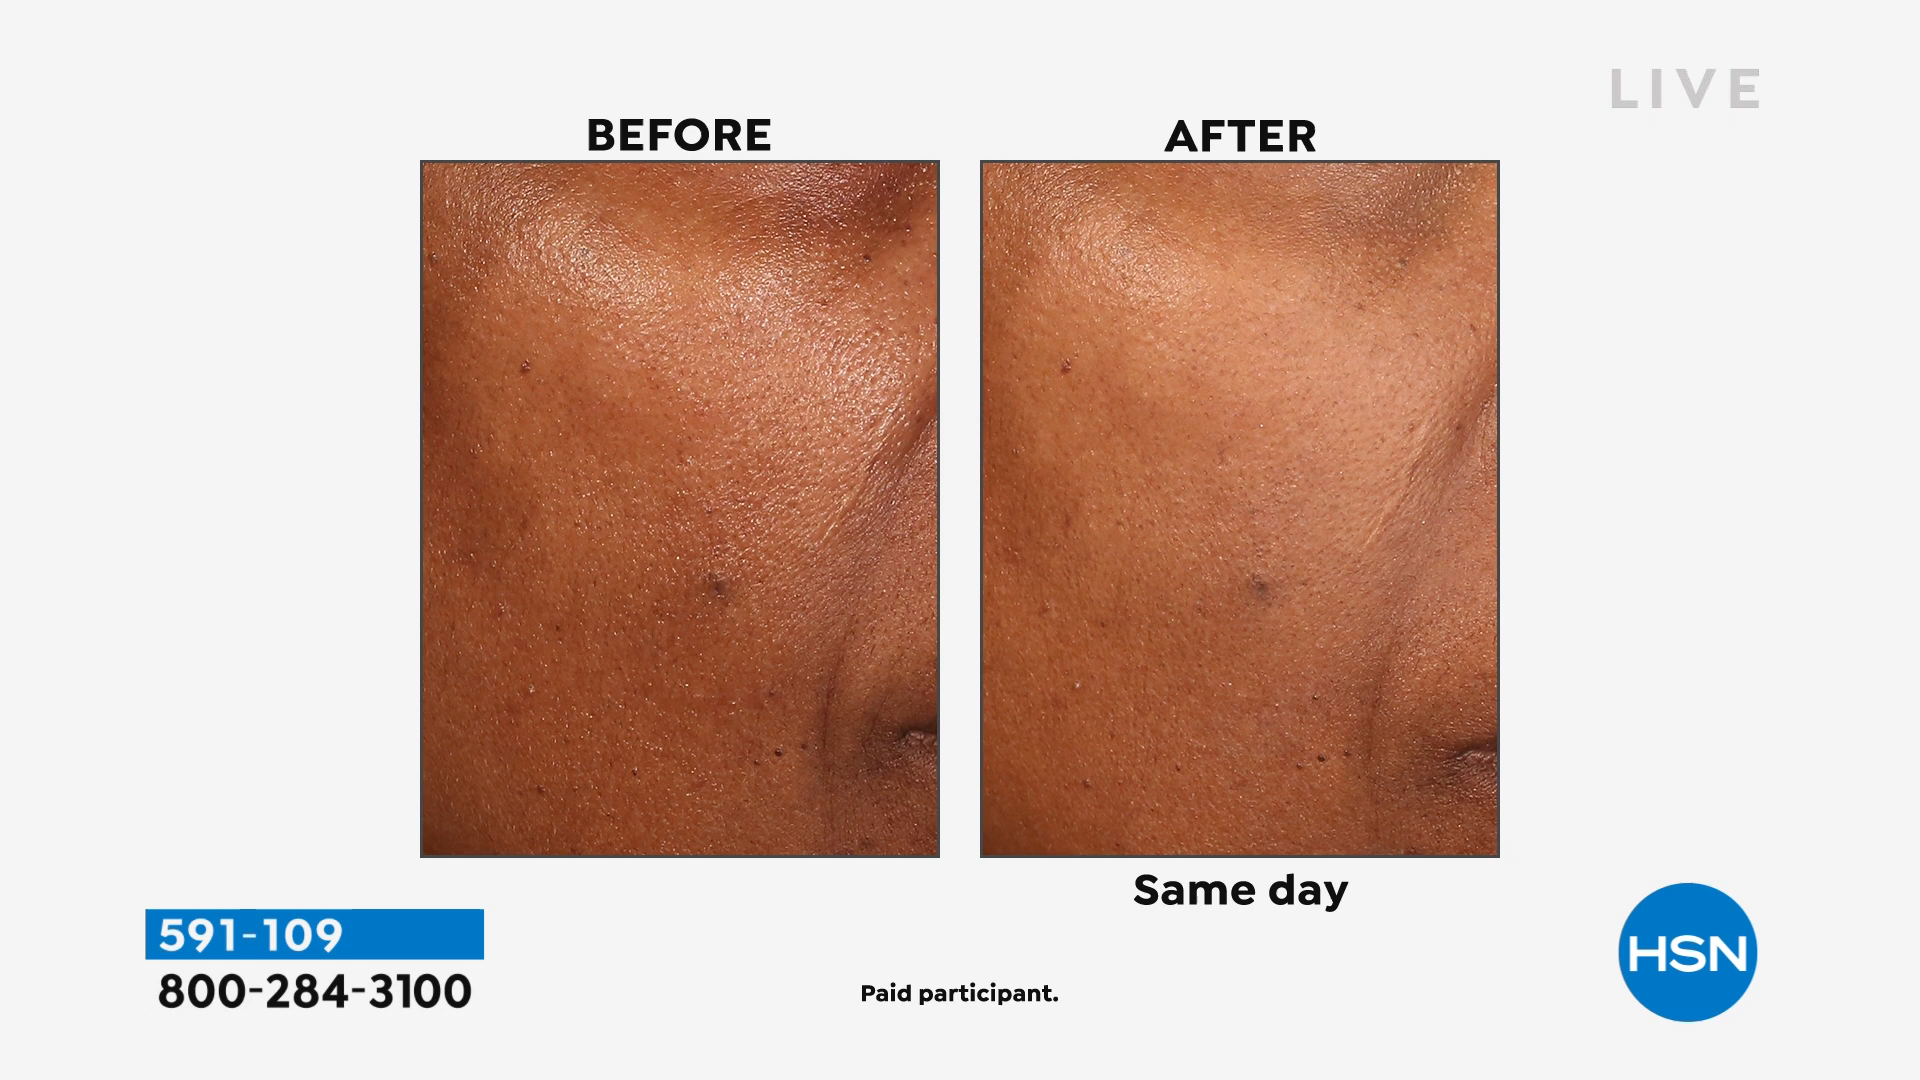 LIVE
BEFORE
AFTER
Same day
591-109
800-284-3100
Paid participant.
HSN